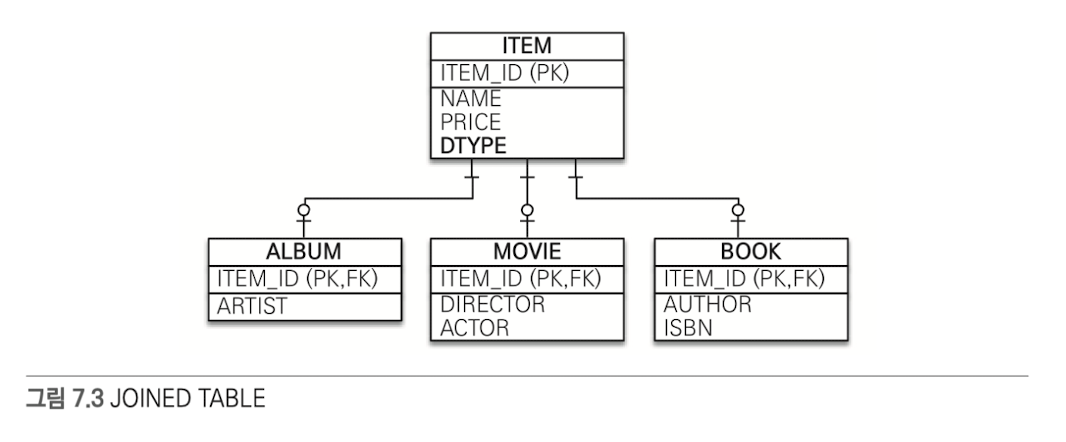 ITEM
ITEM_ID (PK)
NAME
PRICE
DTYPE
ALBUM
ITEM_ID (PK,FK)
ARTIST
MOVIE
ITEM_ID (PK,FK)
DIRECTOR
ACTOR
BOOK
ITEM_ID (PK,FK)
AUTHOR
ISBN
그림 7.3 JOINED TABLE